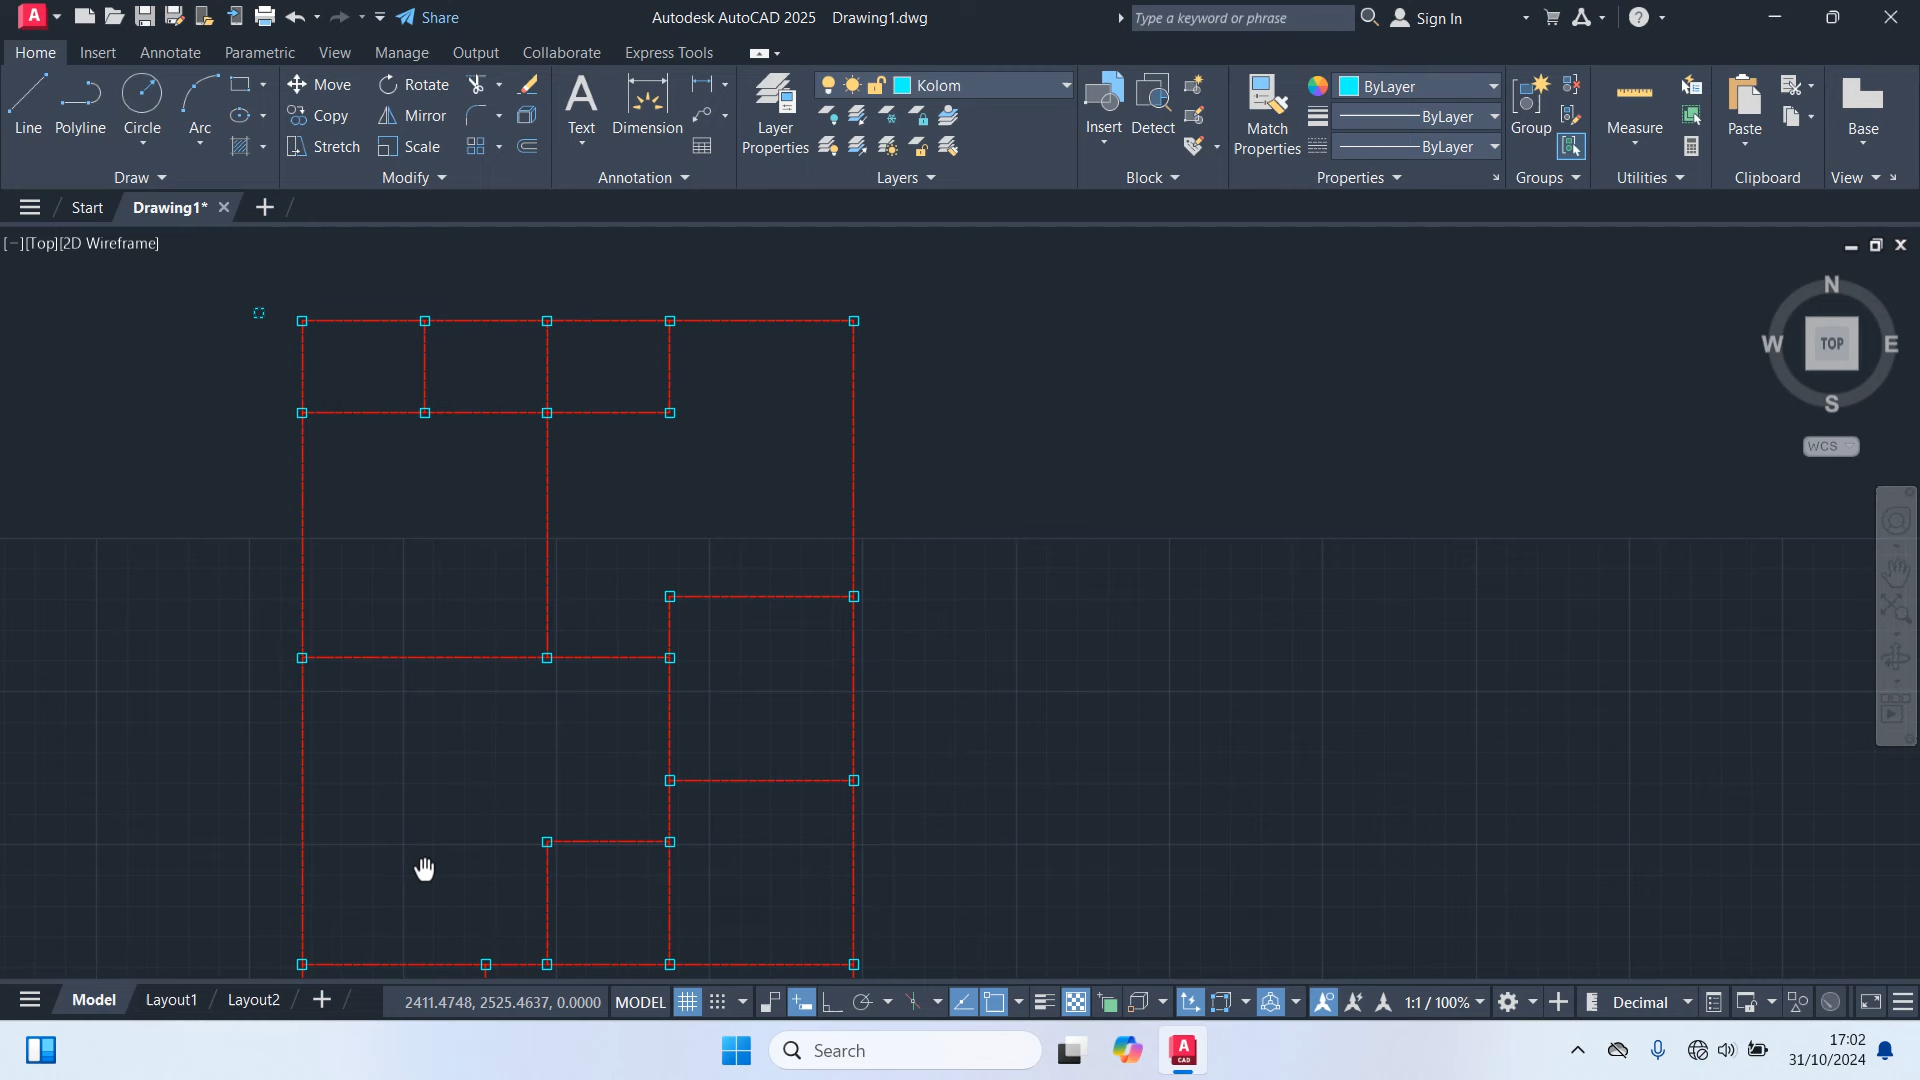 Share
Autodesk AutoCAD 2025 Drawing1.dwg
Type a keyword or phrase
Sign In
Home Insert Annotate Parametric View Manage Output Collaborate Express Tools
Line Polyline Circle Arc
Move Rotate
Copy Mirror
Stretch Scale
Text Dimension
Layer Properties
Kolom
Insert Detect
Match Properties
ByLayer
ByLayer
ByLayer
Group
Measure
Paste
Base
Draw Modify Annotation Layers Block Properties Groups Utilities Clipboard View
Start Drawing1*
[−][Top][2D Wireframe]
N
W TOP E
S
WCS
Model Layout1 Layout2
2411.4748, 2525.4637, 0.0000 MODEL
1:1 / 100%
Decimal
Search
A CAD
17:02
31/10/2024